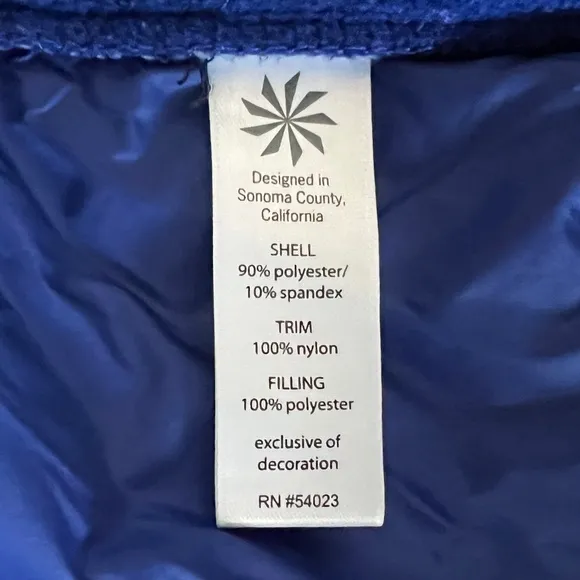 Designed in
Sonoma County,
California
SHELL
90% polyester/
10% spandex
TRIM
100% nylon
FILLING
100% polyester
exclusive of
decoration
RN #54023